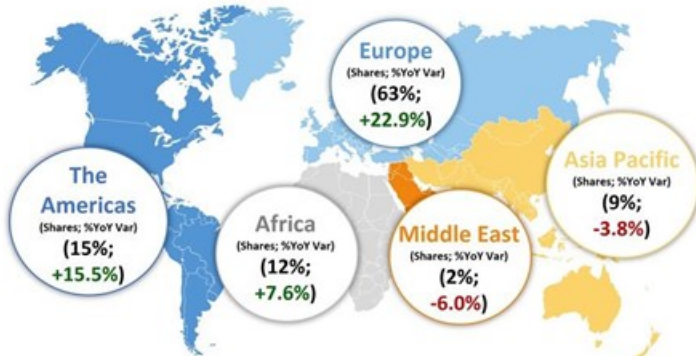 Europe
(Shares; %YoY Var)
(63%;
+22.9%)
The
Americas
(Shares; %YoY Var)
(15%;
+15.5%)
Africa
(Shares; %YoY Var)
(12%;
+7.6%)
Middle East
(Shares; %YoY Var)
(2%;
-6.0%)
Asia Pacific
(Shares; %YoY Var)
(9%;
-3.8%)